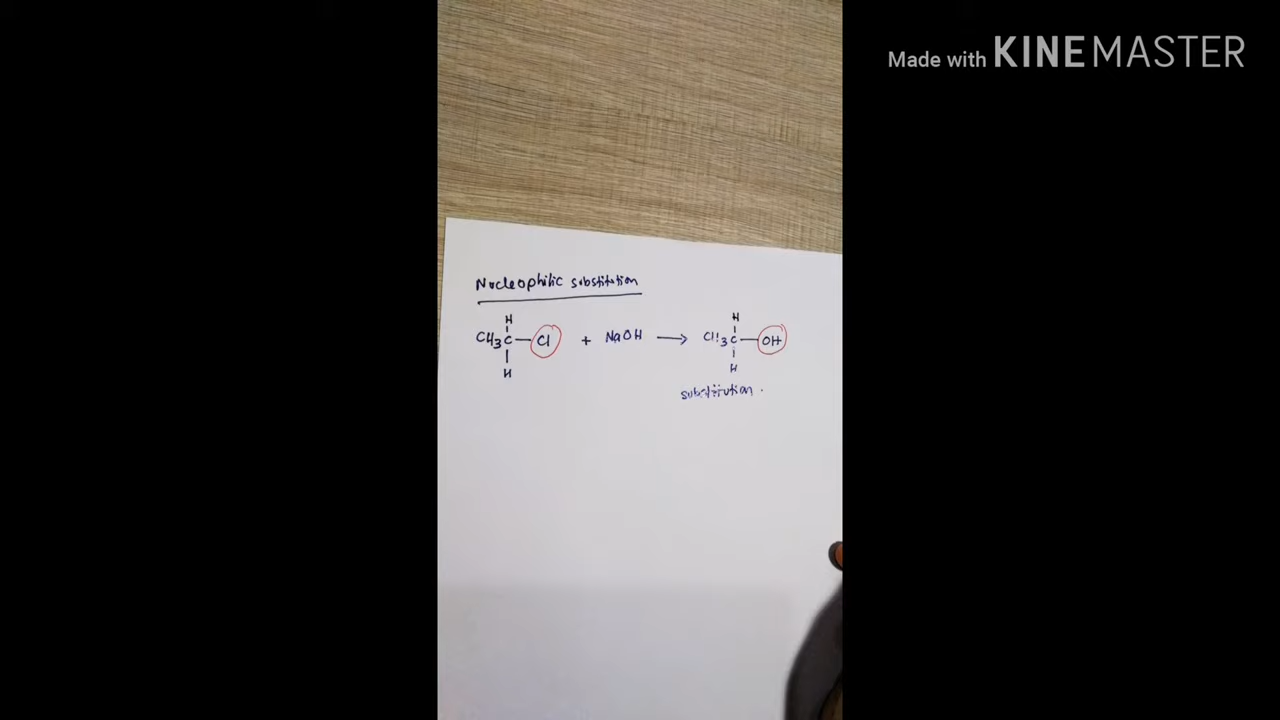 Made with KINEMASTER
Nucleophilic substitution
H H
CH3C—Cl + NaOH → CH3C—OH
H H
substitution.